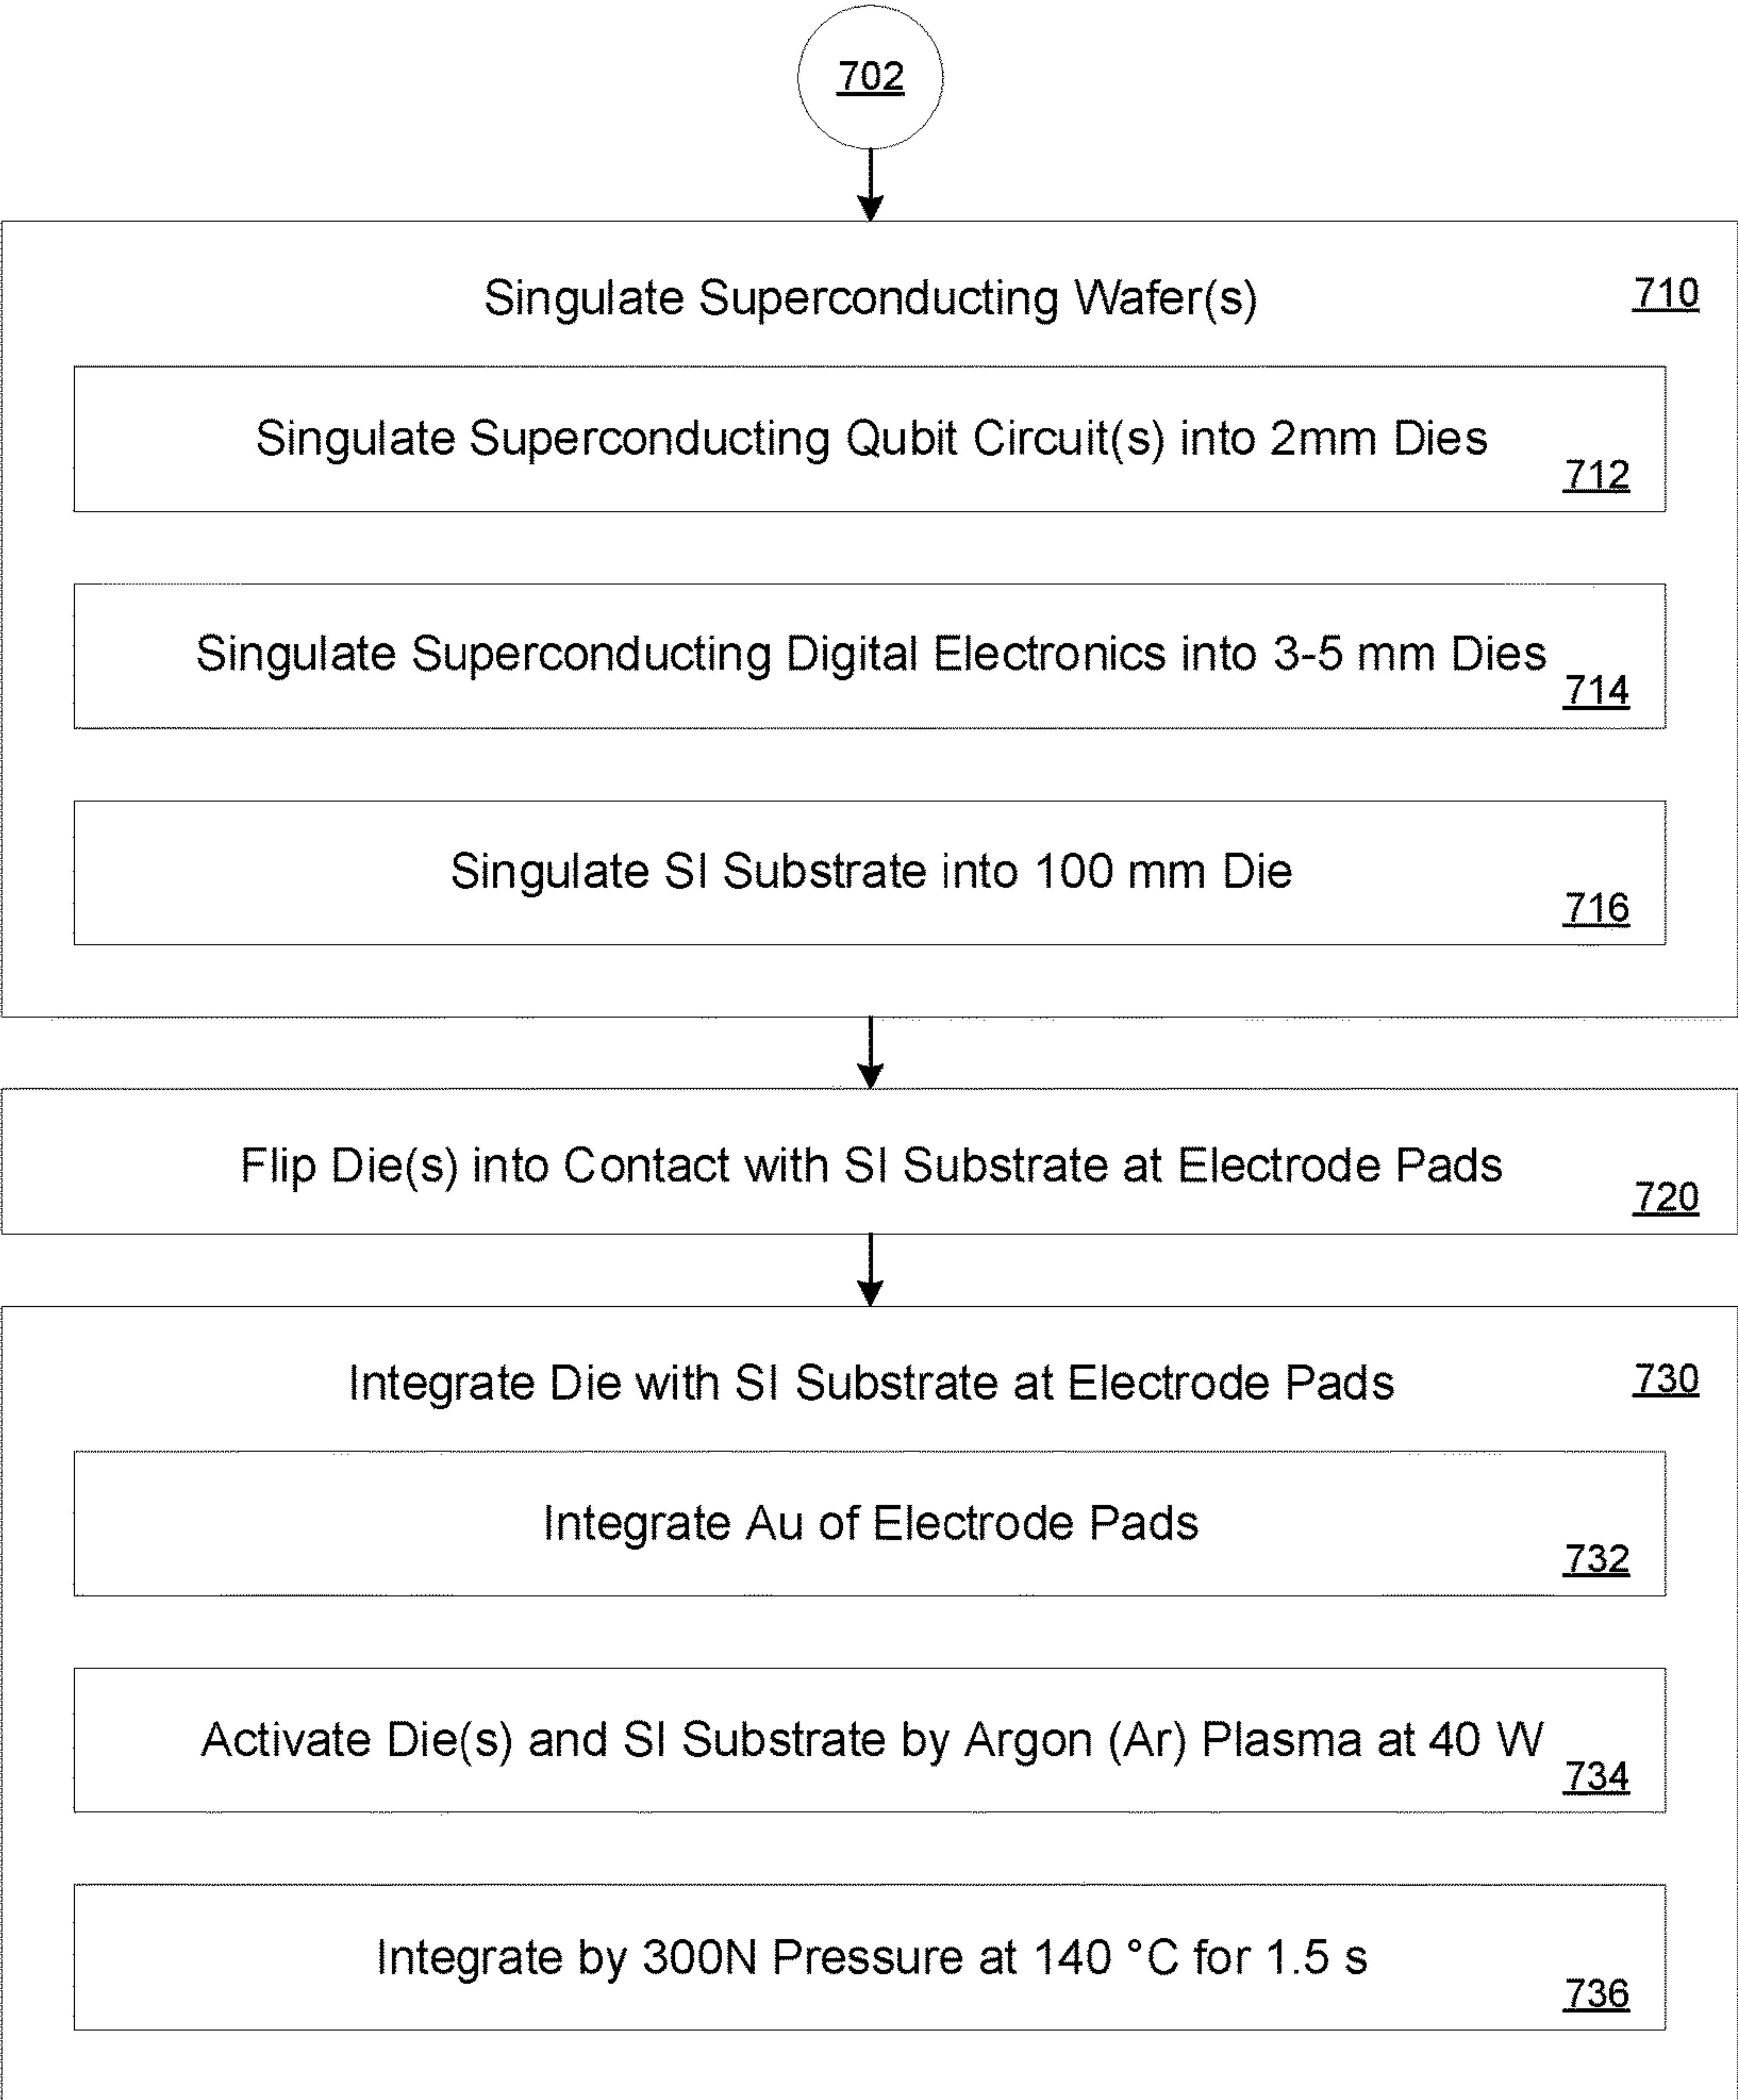 702
Singulate Superconducting Wafer(s)
710
Singulate Superconducting Qubit Circuit(s) into 2mm Dies
712
Singulate Superconducting Digital Electronics into 3-5 mm Dies
714
Singulate SI Substrate into 100 mm Die
716
Flip Die(s) into Contact with SI Substrate at Electrode Pads
720
Integrate Die with SI Substrate at Electrode Pads
730
Integrate Au of Electrode Pads
732
Activate Die(s) and SI Substrate by Argon (Ar) Plasma at 40 W
734
Integrate by 300N Pressure at 140 °C for 1.5 s
736